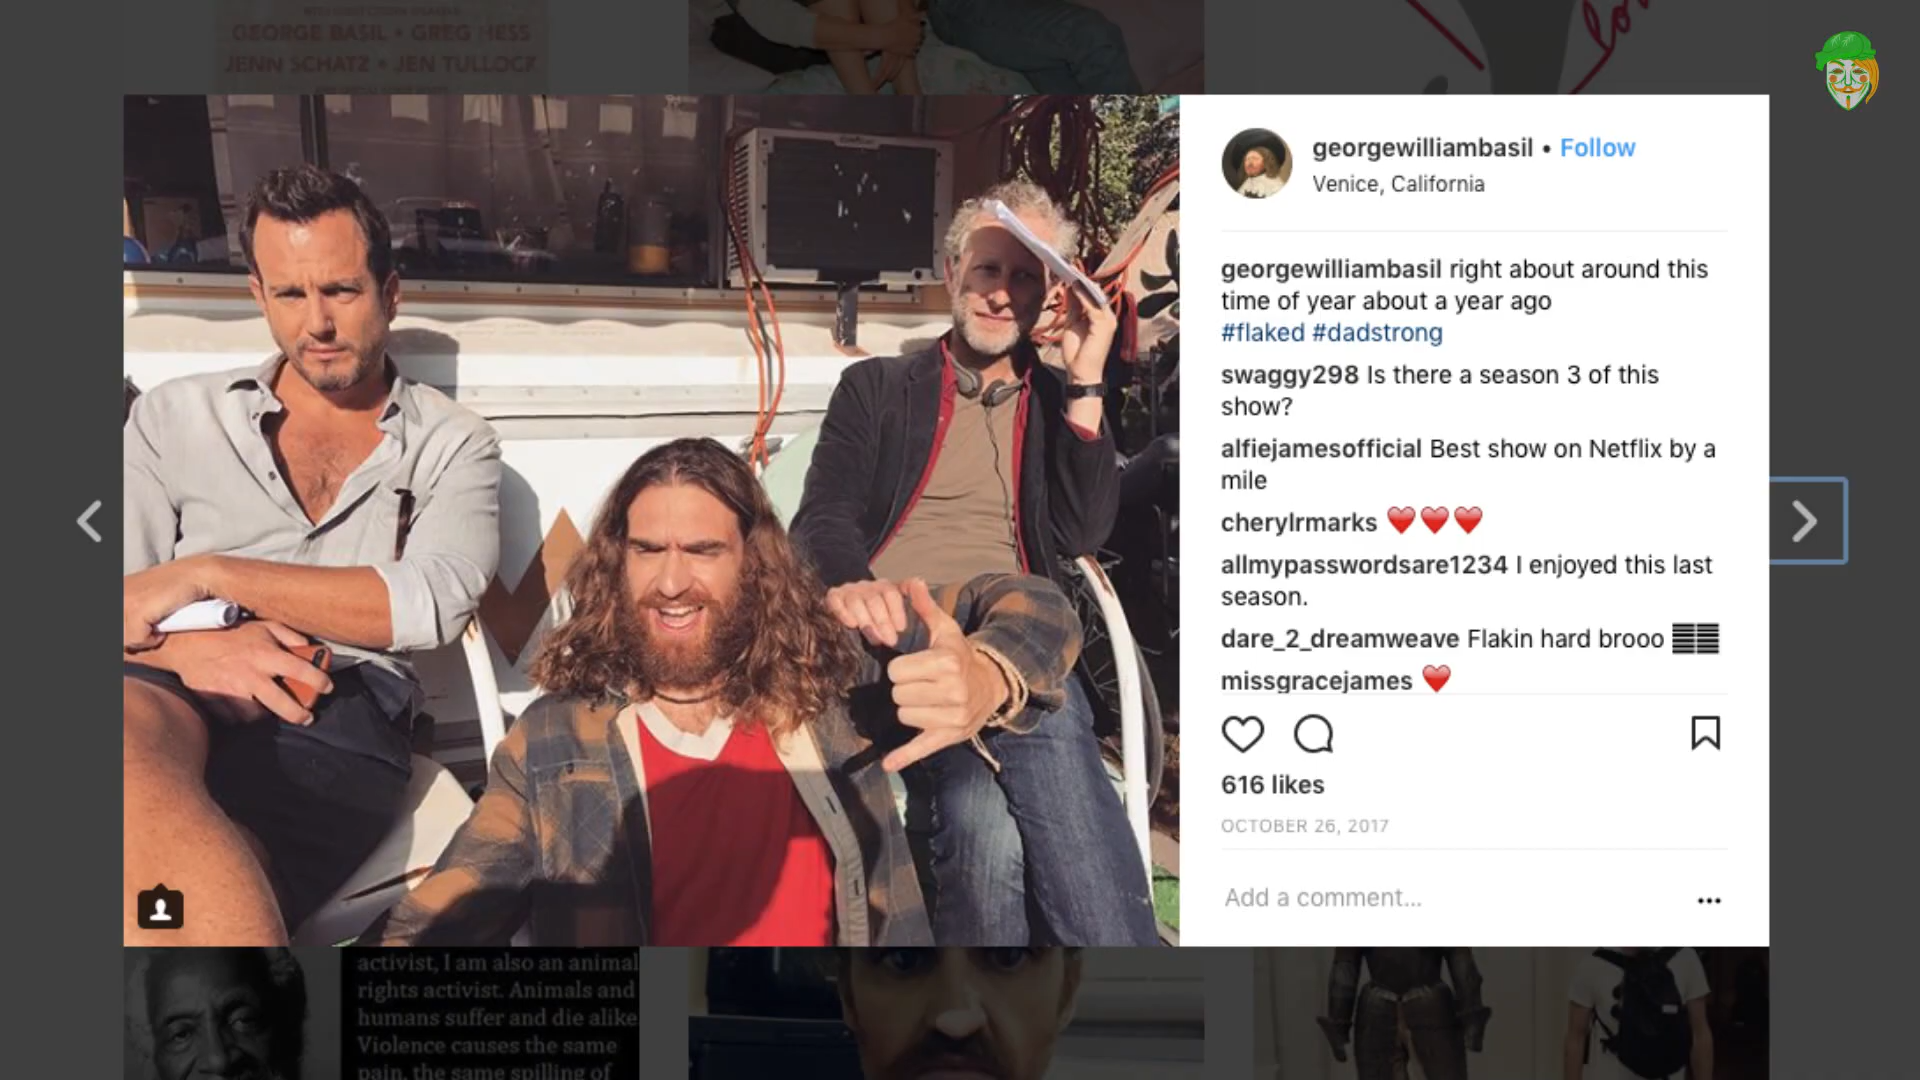 GEORGE BASIL • GREG HESS
JENN SCHATZ • JEN TULLOCK
georgewilliambasil • Follow
Venice, California
georgewilliambasil right about around this
time of year about a year ago
#flaked #dadstrong
swaggy298 Is there a season 3 of this
show?
alfiejamesofficial Best show on Netflix by a
mile
cherylrmarks ❤️❤️❤️
allmypasswordsare1234 I enjoyed this last
season.
dare_2_dreamweave Flakin hard brooo
missgracejames ❤️
616 likes
OCTOBER 26, 2017
Add a comment...
activist, I am also an animal
rights activist. Animals and
humans suffer and die alike
Violence causes the same
pain, the same spilling of